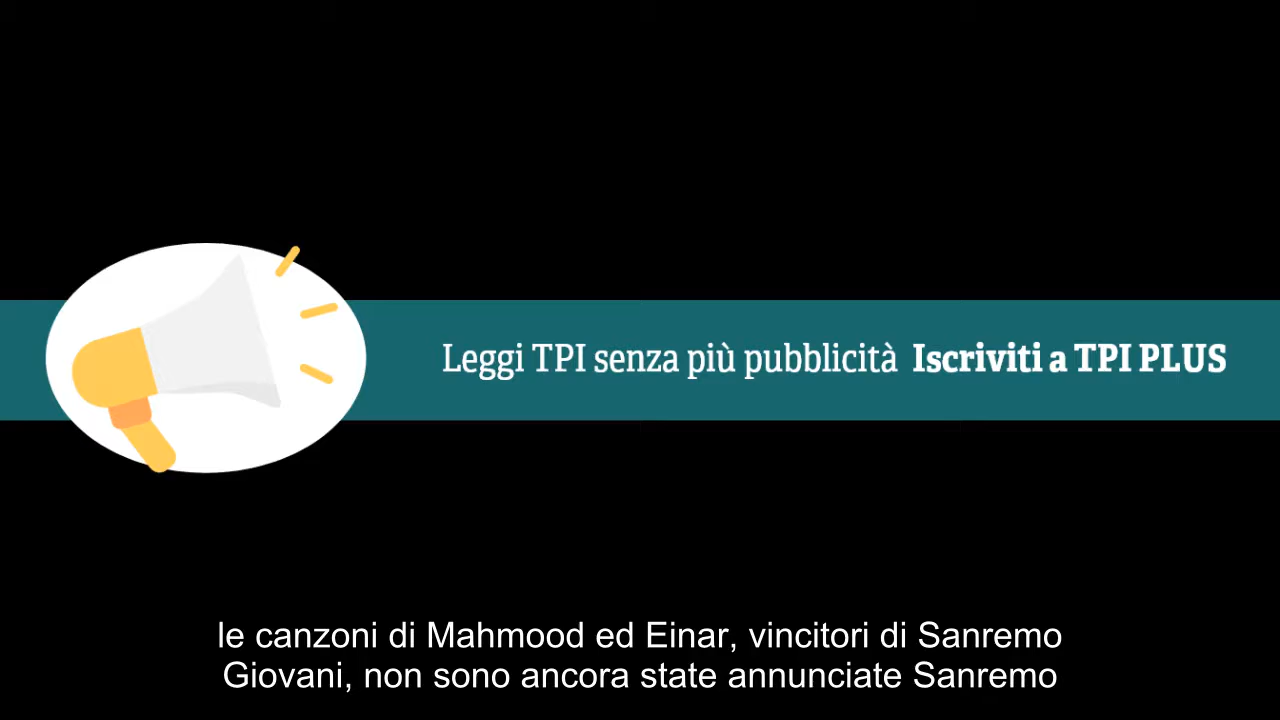 Leggi TPI senza più pubblicità Iscriviti a TPI PLUS
le canzoni di Mahmood ed Einar, vincitori di Sanremo
Giovani, non sono ancora state annunciate Sanremo